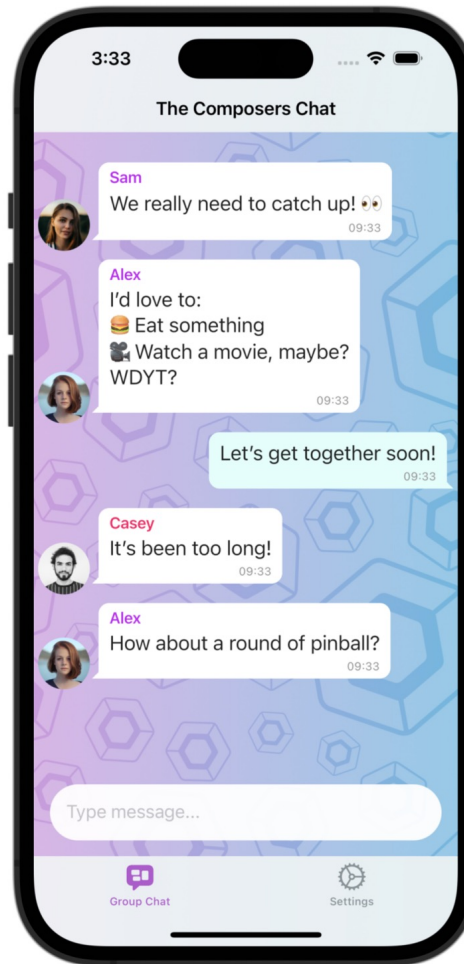 3:33
The Composers Chat
Sam
We really need to catch up! 👀
09:33
Alex
I’d love to:
🍔 Eat something
🎥 Watch a movie, maybe?
WDYT?
09:33
Let’s get together soon!
09:33
Casey
It’s been too long!
09:33
Alex
How about a round of pinball?
09:33
Type message...
Group Chat
Settings